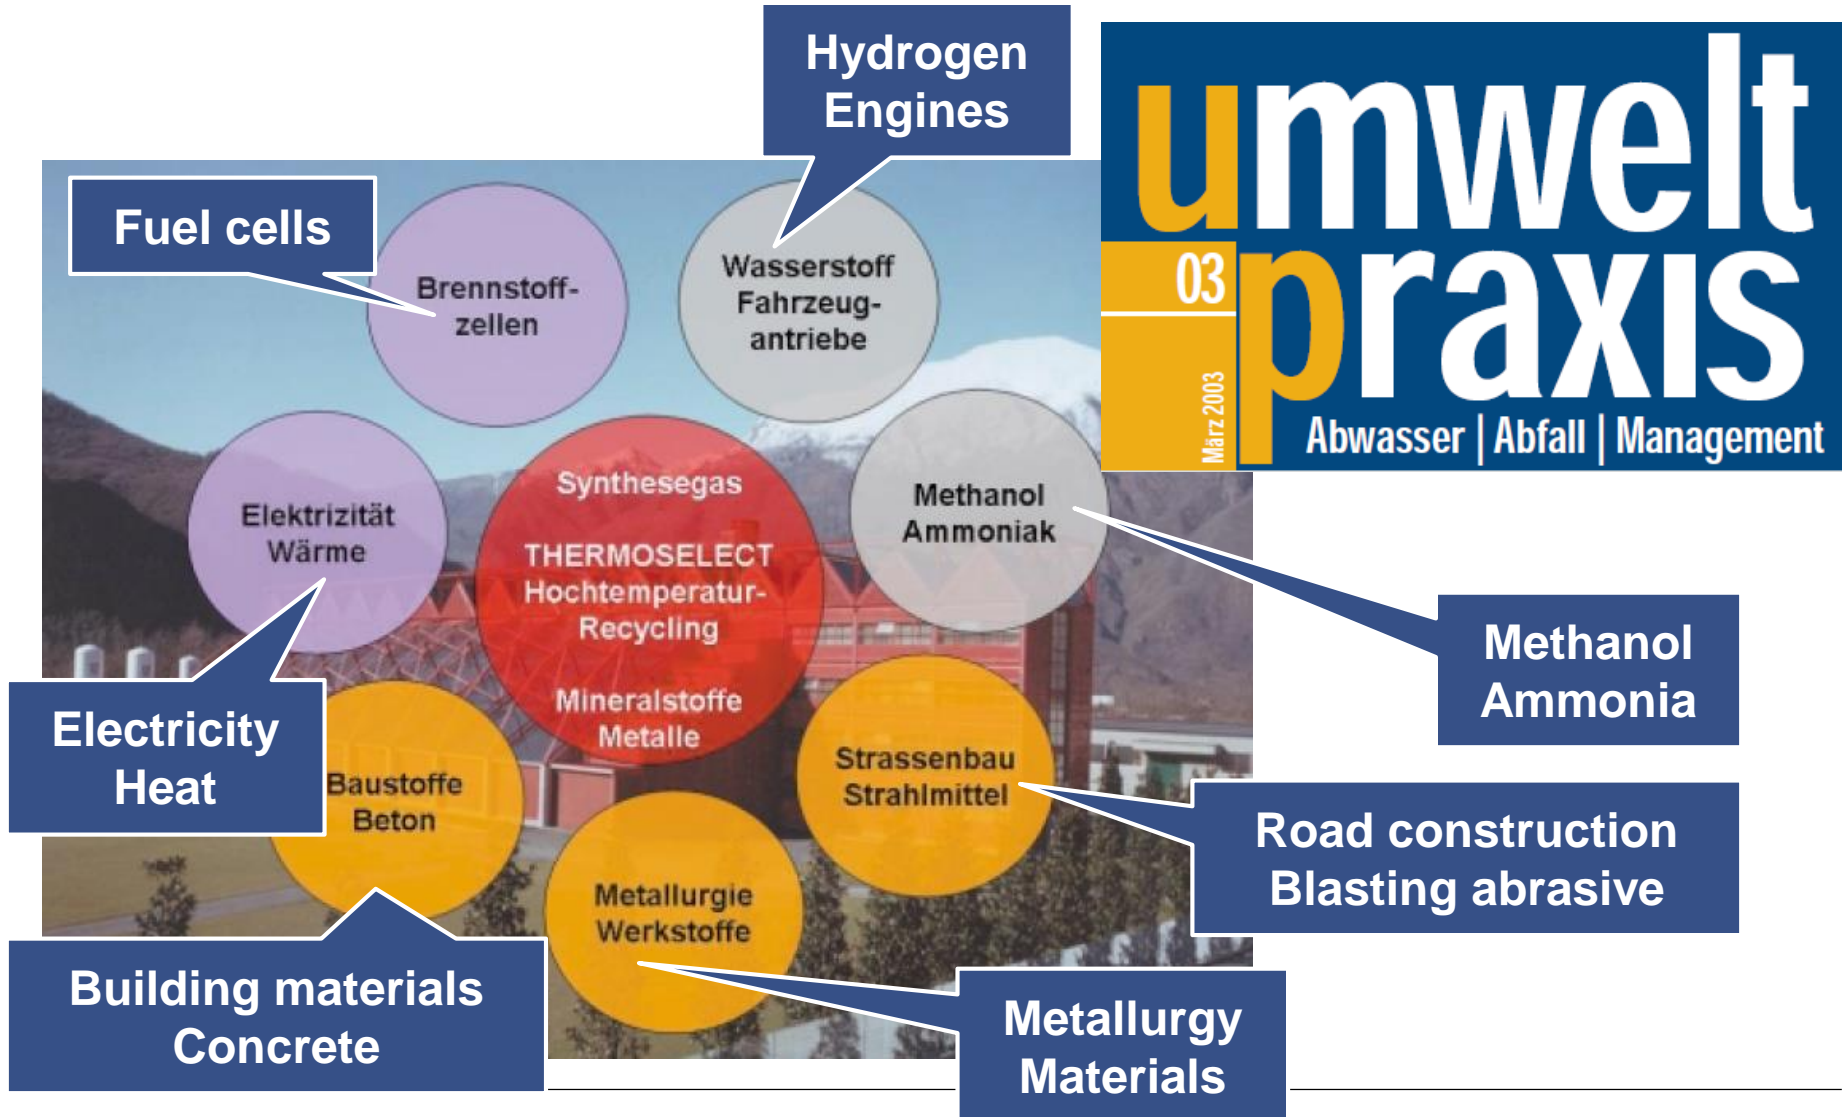 Hydrogen
Engines
umwelt
praxis
03
März 2003
Abwasser | Abfall | Management
Fuel cells
Brennstoff-
zellen
Wasserstoff
Fahrzeug-
antriebe
Elektrizität
Wärme
Synthesegas
THERMOSELECT
Hochtemperatur-
Recycling
Mineralstoffe
Metalle
Methanol
Ammoniak
Methanol
Ammonia
Electricity
Heat
Baustoffe
Beton
Strassenbau
Strahlmittel
Road construction
Blasting abrasive
Metallurgie
Werkstoffe
Building materials
Concrete
Metallurgy
Materials